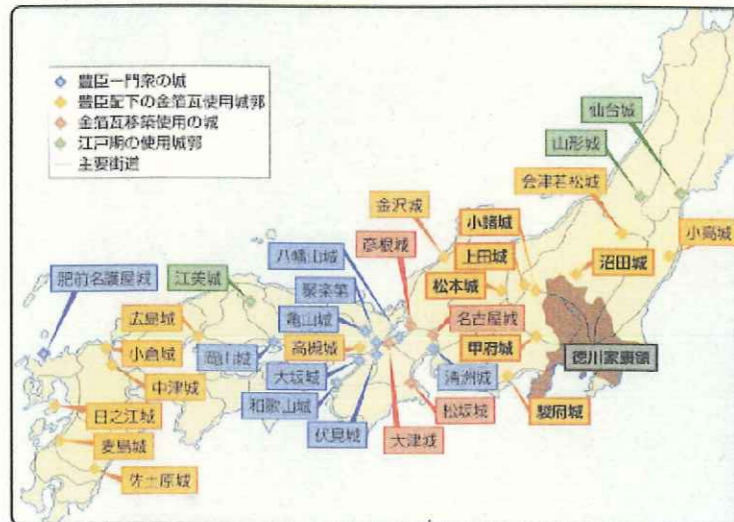 豊臣一門衆の城
豊臣配下の金箔瓦使用城郭
金箔瓦移築使用の城
江戸期の使用城郭
主要街道
仙台城
山形城
会津若松城
金沢城
小諸城
小高城
彦根城
八幡山城
上田城
沼田城
肥前名護屋城
江美城
聚楽第
松本城
広島城
亀山城
名古屋城
小倉城
岡山城
高槻城
甲府城
徳川家康領
中津城
大坂城
清洲城
日之江城
和歌山城
松坂城
駿府城
伏見城
大津城
麦島城
佐土原城